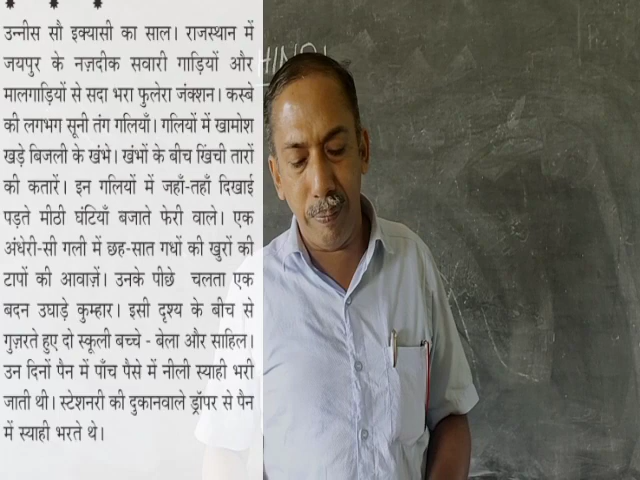 * * *
उन्नीस सौ इक्यासी का साल। राजस्थान में
जयपुर के नज़दीक सवारी गाड़ियों और
मालगाड़ियों से सदा भरा फुलेरा जंक्शन। कस्बे
की लगभग सूनी तंग गलियाँ। गलियों में खामोश
खड़े बिजली के खंभे। खंभों के बीच खिंची तारों
की कतारें। इन गलियों में जहाँ-तहाँ दिखाई
पड़ते मीठी घंटियाँ बजाते फेरी वाले। एक
अंधेरी-सी गली में छह-सात गधों की खुरों की
टापों की आवाज़ें। उनके पीछे चलता एक
बदन उघाड़े कुम्हार। इसी दृश्य के बीच से
गुज़रते हुए दो स्कूली बच्चे - बेला और साहिल।
उन दिनों पैन में पाँच पैसे में नीली स्याही भरी
जाती थी। स्टेशनरी की दुकानवाले ड्रॉपर से पैन
में स्याही भरते थे।
HINDI